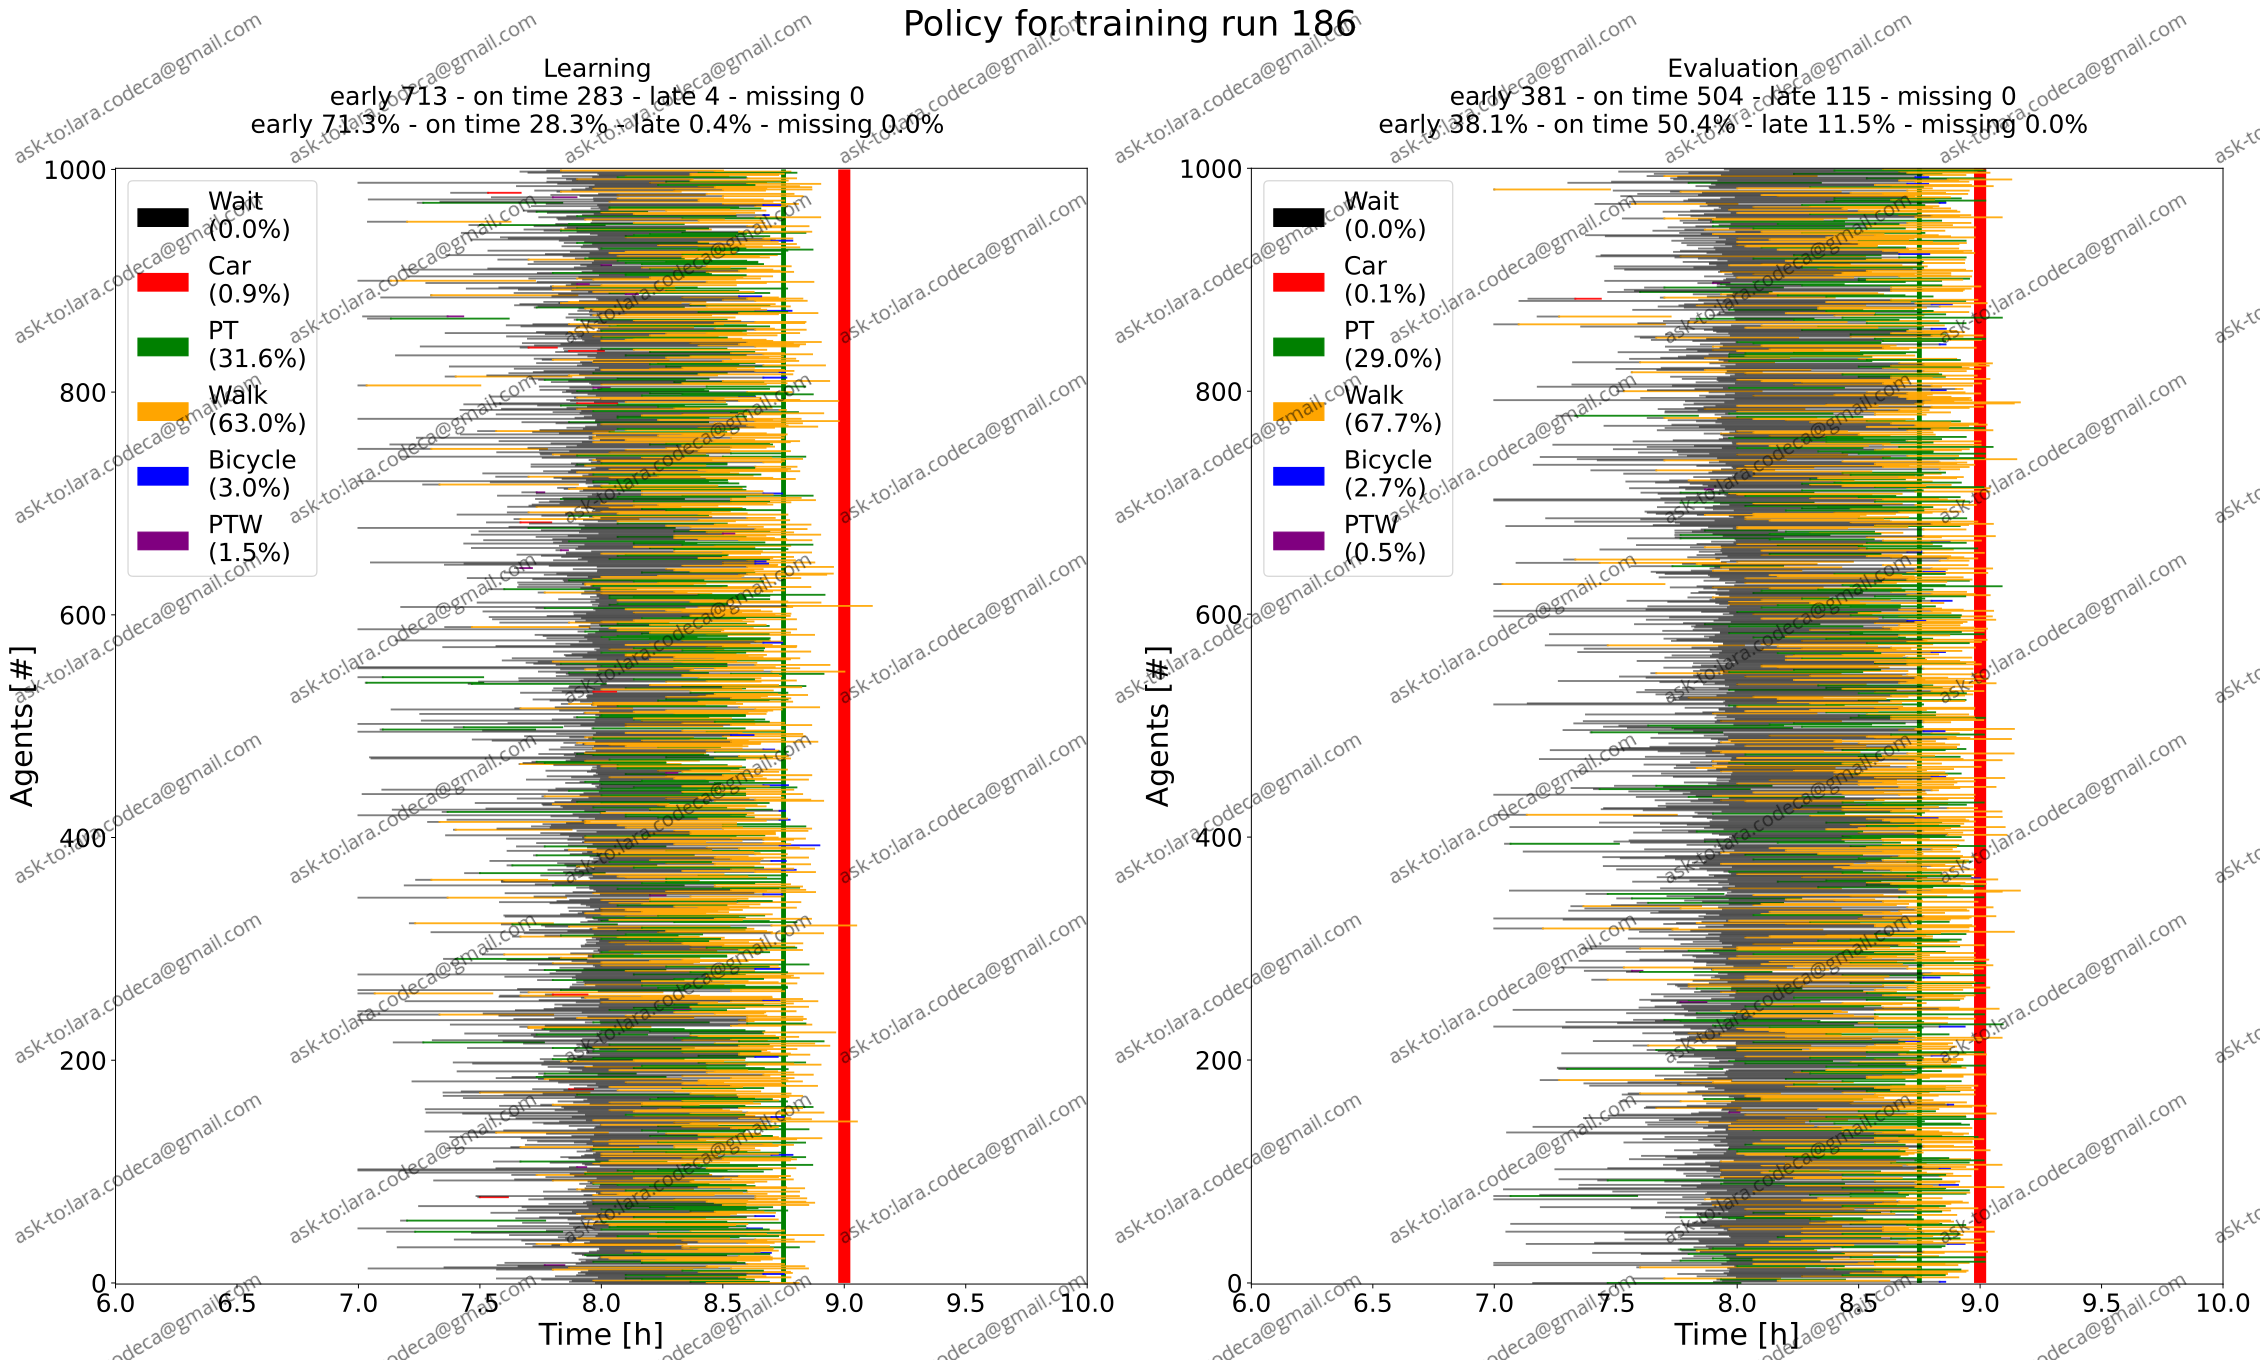 Policy for training run 186
Learning
early 713 - on time 283 - late 4 - missing 0
early 71.3% - on time 28.3% - late 0.4% - missing 0.0%
1000
800
600
400
200
0
Agents [#]
Wait
(0.0%)
Car
(0.9%)
PT
(31.6%)
Walk
(63.0%)
Bicycle
(3.0%)
PTW
(1.5%)
6.0 6.5 7.0 7.5 8.0 8.5 9.0 9.5 10.0
Time [h]
Evaluation
early 381 - on time 504 - late 115 - missing 0
early 38.1% - on time 50.4% - late 11.5% - missing 0.0%
1000
800
600
400
200
0
Agents [#]
Wait
(0.0%)
Car
(0.1%)
PT
(29.0%)
Walk
(67.7%)
Bicycle
(2.7%)
PTW
(0.5%)
6.0 6.5 7.0 7.5 8.0 8.5 9.0 9.5 10.0
Time [h]
ask-to:lara.codeca@gmail.com